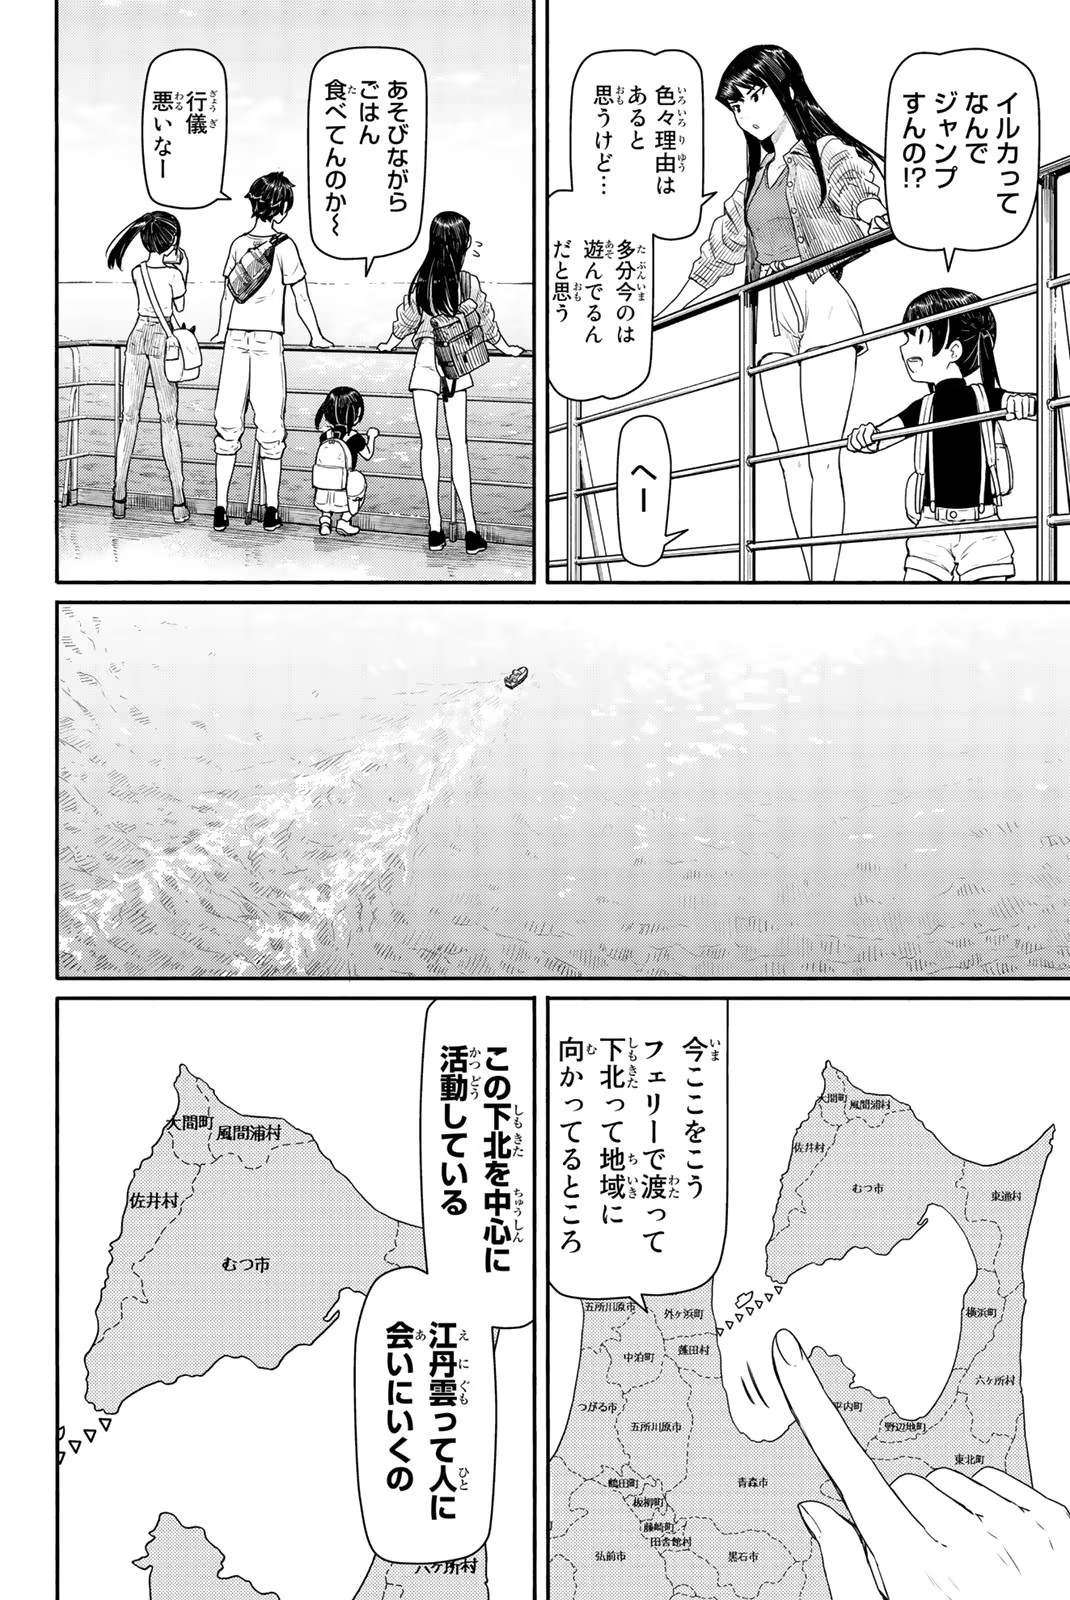 イルカって
なんで
ジャンプ
すんの!?
色々理由は
あると
思うけど…
多分今のは
遊んでるん
だと思う
へー
あそびながら
ごはん
食べてんのか〜
行儀
悪いなー
今ここをこう
フェリーで渡って
下北って地域に
向かってるところ
大間町
風間浦村
佐井村
むつ市
東通村
横浜町
六ヶ所村
五所川原市
外ヶ浜町
中泊町
蓬田村
つがる市
五所川原市
平内町
野辺地町
東北町
青森市
鶴田町
板柳町
藤崎町
田舎館村
弘前市
黒石市
この下北を中心に
活動している
江丹雲って人に
会いにいくの
大間町
風間浦村
佐井村
むつ市
六ヶ所村